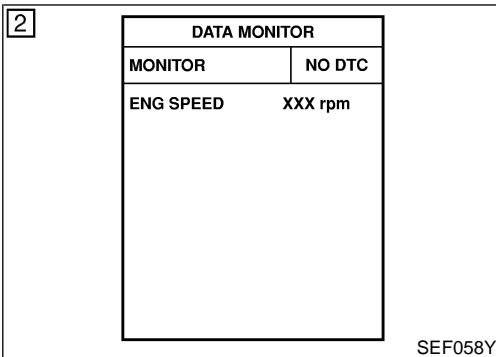 2
DATA MONITOR
MONITOR NO DTC
ENG SPEED XXX rpm
SEF058Y